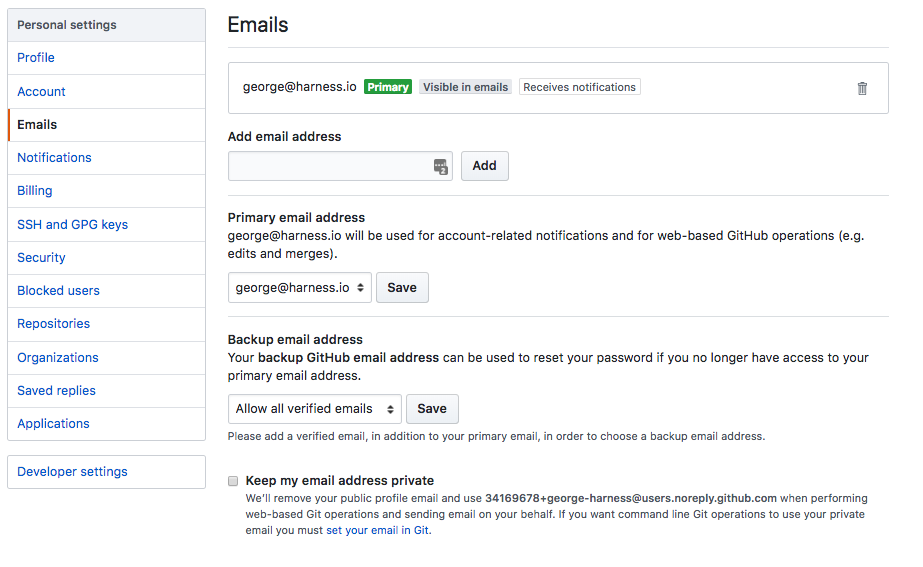 Personal settings
Profile
Account
Emails
Notifications
Billing
SSH and GPG keys
Security
Blocked users
Repositories
Organizations
Saved replies
Applications
Developer settings
Emails
george@harness.io Primary Visible in emails Receives notifications
Add email address
2
Add
Primary email address
george@harness.io will be used for account-related notifications and for web-based GitHub operations (e.g.
edits and merges).
george@harness.io Save
Backup email address
Your backup GitHub email address can be used to reset your password if you no longer have access to your
primary email address.
Allow all verified emails Save
Please add a verified email, in addition to your primary email, in order to choose a backup email address.
Keep my email address private
We'll remove your public profile email and use 34169678+george-harness@users.noreply.github.com when performing
web-based Git operations and sending email on your behalf. If you want command line Git operations to use your private
email you must set your email in Git.